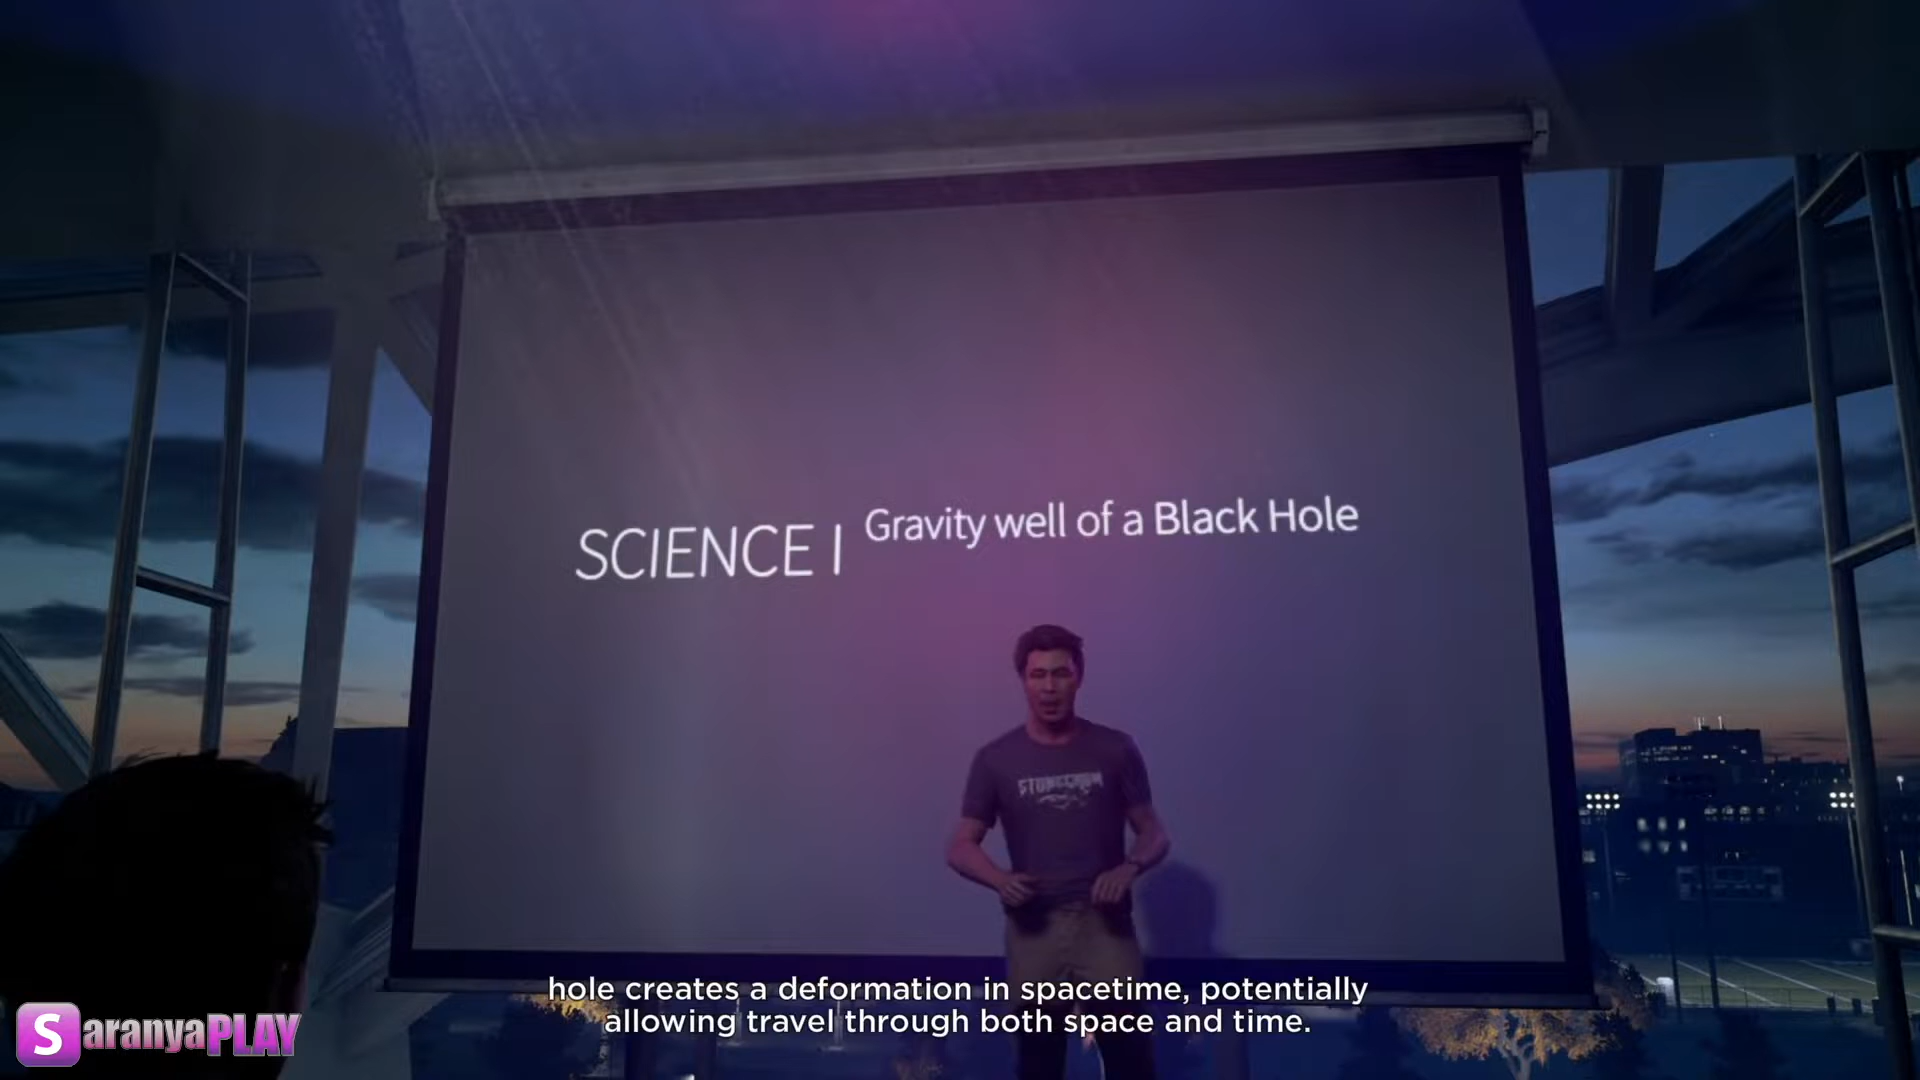 SCIENCE | Gravity well of a Black Hole
hole creates a deformation in spacetime, potentially
allowing travel through both space and time.
SaranyaPLAY